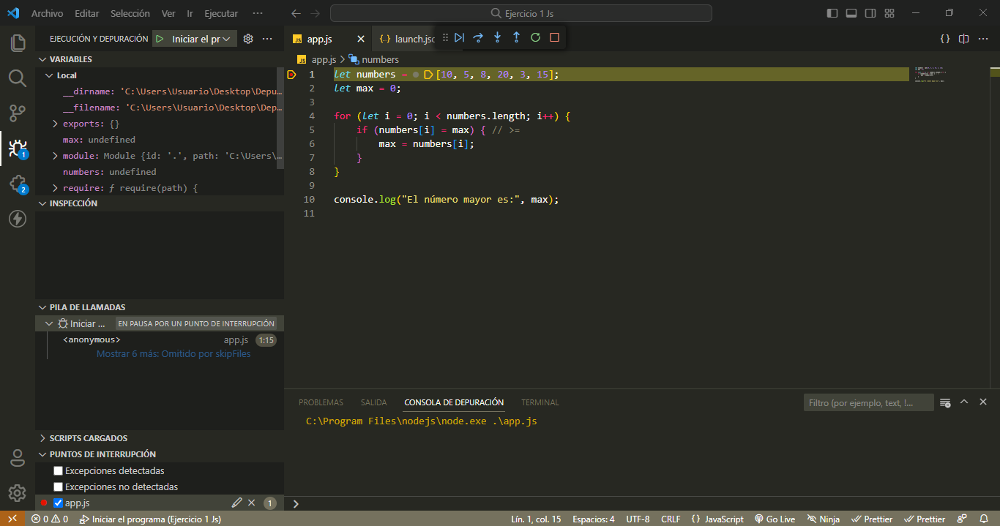 Archivo Editar Selección Ver Ir Ejecutar ··· Ejercicio 1 Js
EJECUCIÓN Y DEPURACIÓN Iniciar el pr ···
VARIABLES
Local
__dirname: 'C:\Users\Usuario\Desktop\Depu...
__filename: 'C:\Users\Usuario\Desktop\Dep...
exports: {}
max: undefined
module: Module {id: '.', path: 'C:\Users\...
numbers: undefined
require: ƒ require(path) {
INSPECCIÓN
PILA DE LLAMADAS
Iniciar ... EN PAUSA POR UN PUNTO DE INTERRUPCIÓN
<anonymous> app.js 1:15
Mostrar 6 más: Omitido por skipFiles
SCRIPTS CARGADOS
PUNTOS DE INTERRUPCIÓN
Excepciones detectadas
Excepciones no detectadas
app.js 1
1
2
JS app.js {} launch.jsc
JS app.js > numbers
1 let numbers = [10, 5, 8, 20, 3, 15];
2 let max = 0;
3
4 for (let i = 0; i < numbers.length; i++) {
5 if (numbers[i] = max) { // >=
6 max = numbers[i];
7 }
8 }
9
10 console.log("El número mayor es:", max);
11
PROBLEMAS SALIDA CONSOLA DE DEPURACIÓN TERMINAL Filtro (por ejemplo, text, !...
C:\Program Files\nodejs\node.exe .\app.js
0 0 Iniciar el programa (Ejercicio 1 Js) Lín. 1, col. 15 Espacios: 4 UTF-8 CRLF {} JavaScript Go Live Ninja Prettier Prettier